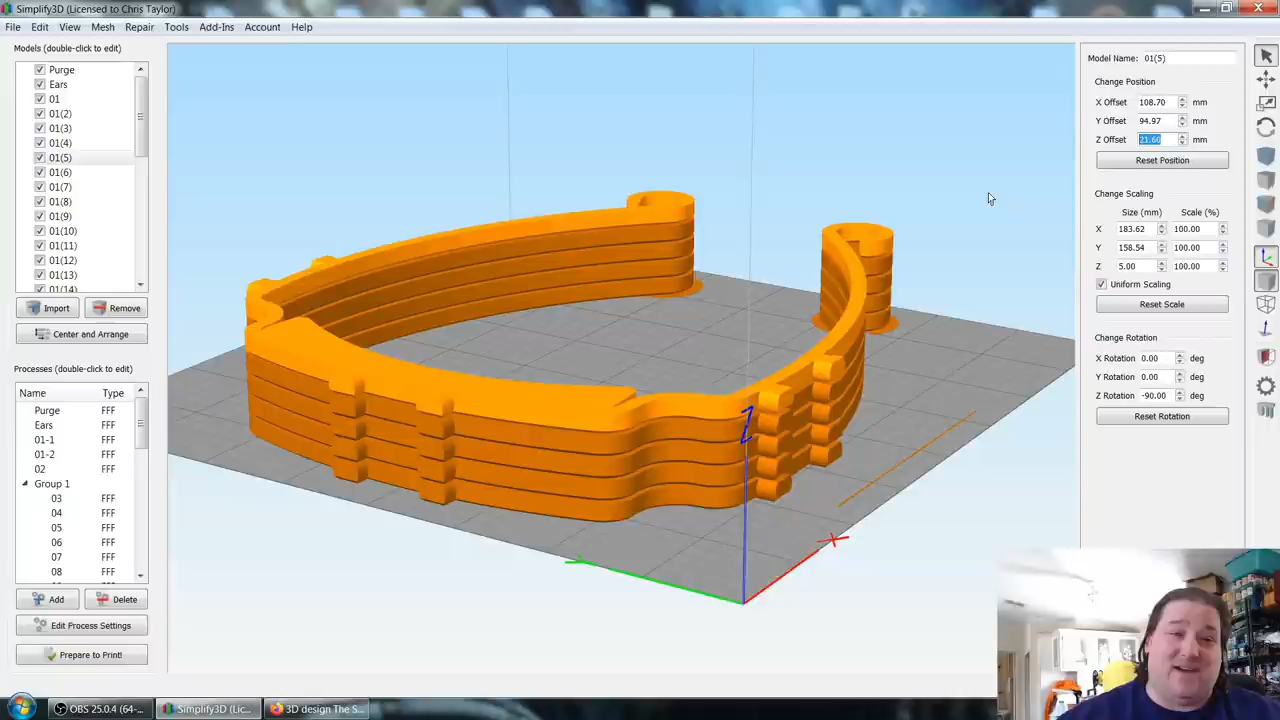 Simplify3D (Licensed to Chris Taylor)
File Edit View Mesh Repair Tools Add-Ins Account Help
Models (double-click to edit)
Purge
Ears
01
01(2)
01(3)
01(4)
01(5)
01(6)
01(7)
01(8)
01(9)
01(10)
01(11)
01(12)
01(13)
01(14)
Import Remove
Center and Arrange
Processes (double-click to edit)
Name Type
Purge FFF
Ears FFF
01-1 FFF
01-2 FFF
02 FFF
Group 1
03 FFF
04 FFF
05 FFF
06 FFF
07 FFF
08 FFF
Add Delete
Edit Process Settings
Prepare to Print!
Z
X
Model Name: 01(5)
Change Position
X Offset 108.70 mm
Y Offset 94.97 mm
Z Offset 21.60 mm
Reset Position
Change Scaling
Size (mm) Scale (%)
X 183.62 100.00
Y 158.54 100.00
Z 5.00 100.00
Uniform Scaling
Reset Scale
Change Rotation
X Rotation 0.00 deg
Y Rotation 0.00 deg
Z Rotation -90.00 deg
Reset Rotation
OBS 25.0.4 (64-... Simplify3D (Lic... 3D design The S...